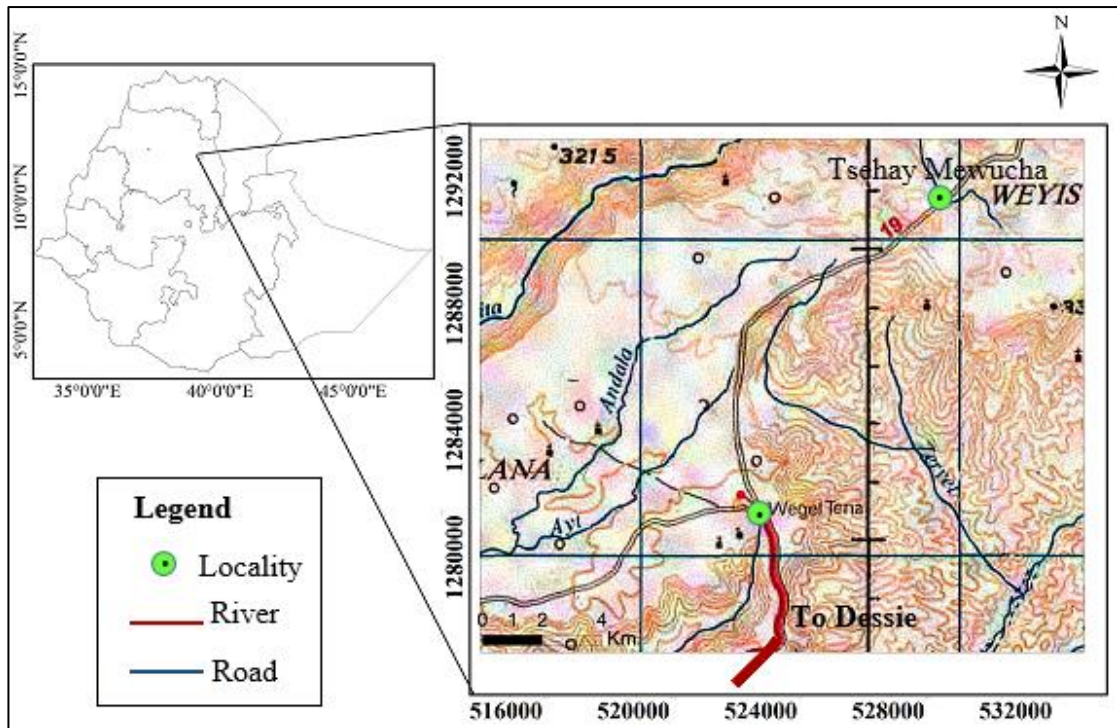 15°0'0"N
10°0'0"N
5°0'0"N
35°0'0"E
40°0'0"E
45°0'0"E
Legend
Locality
River
Road
1292000
1288000
1284000
1280000
3215
Tsehay Mewucha
WEYIS
19
Andala
LANA
Ayt
Wegel Tena
To Dessie
0 2 4
Km
516000
520000
524000
528000
532000